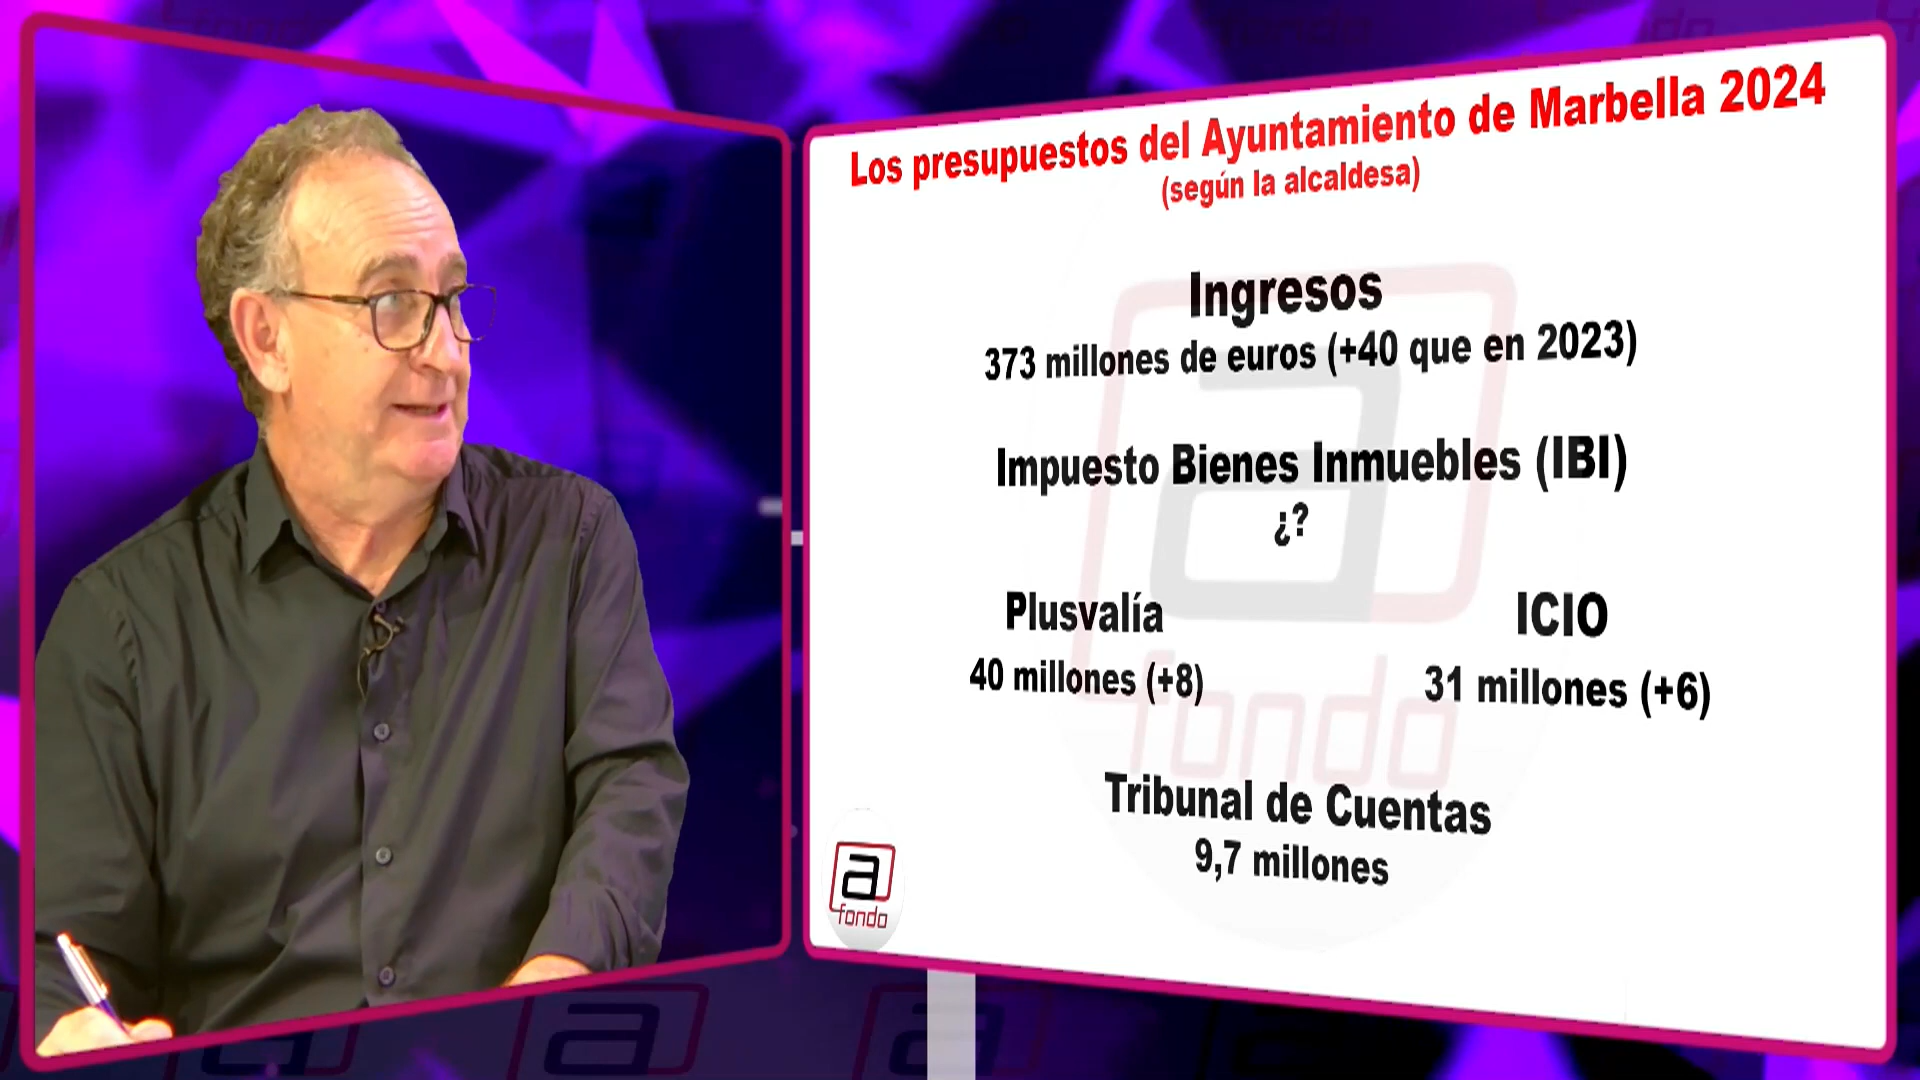 Los presupuestos del Ayuntamiento de Marbella 2024
(según la alcaldesa)
Ingresos
373 millones de euros (+40 que en 2023)
Impuesto Bienes Inmuebles (IBI)
¿?
Plusvalía
40 millones (+8)
ICIO
31 millones (+6)
Tribunal de Cuentas
9,7 millones
a
fondo
a
fondo